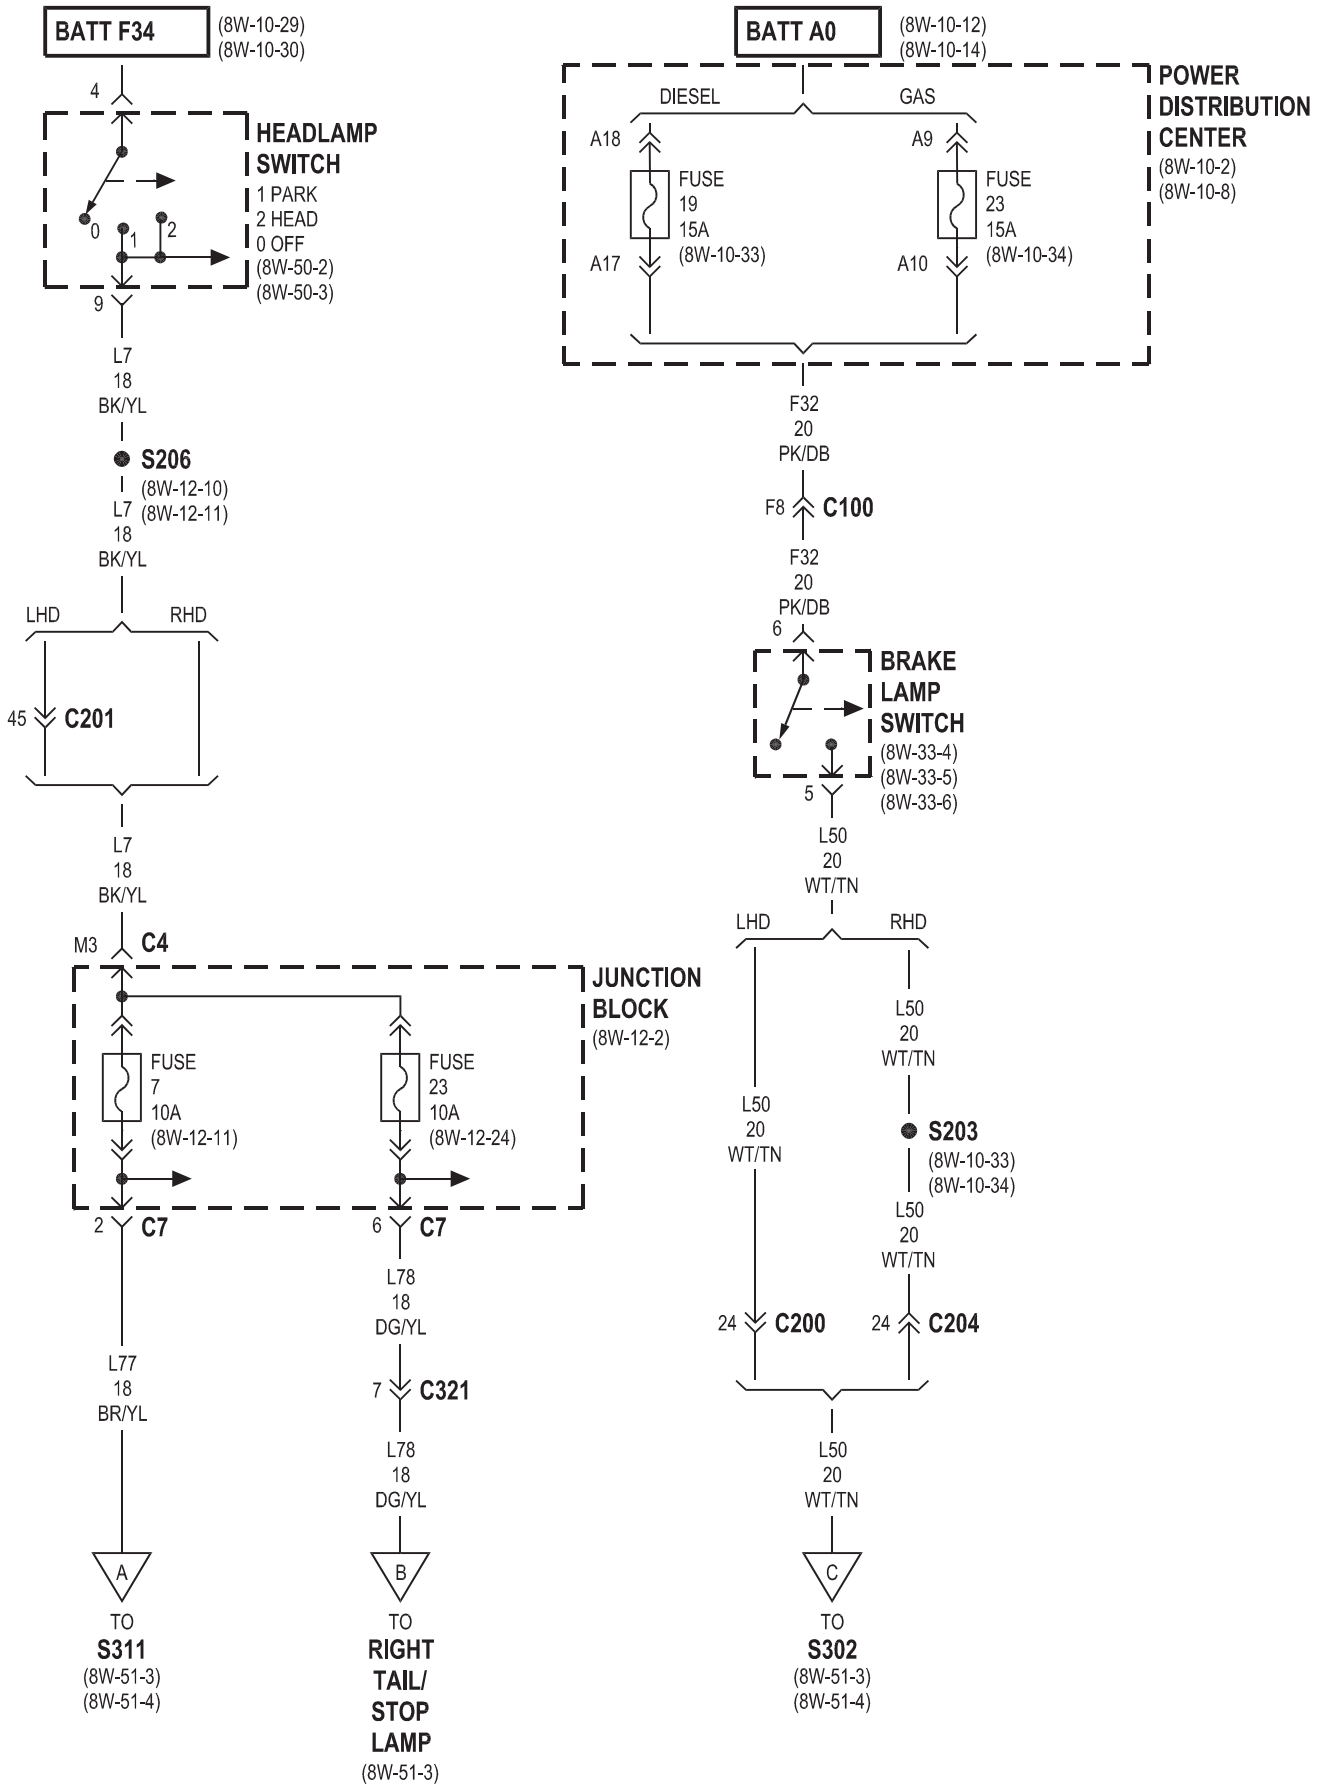 BATT F34
(8W-10-29)
(8W-10-30)
4
HEADLAMP
SWITCH
1 PARK
2 HEAD
0 OFF
(8W-50-2)
(8W-50-3)
0
1
2
9
L7
18
BK/YL
S206
(8W-12-10)
(8W-12-11)
L7
18
BK/YL
LHD
RHD
45
C201
L7
18
BK/YL
M3
C4
JUNCTION
BLOCK
(8W-12-2)
FUSE
7
10A
(8W-12-11)
FUSE
23
10A
(8W-12-24)
2
C7
6
C7
L78
18
DG/YL
L77
18
BR/YL
7
C321
L78
18
DG/YL
A
TO
S311
(8W-51-3)
(8W-51-4)
B
TO
RIGHT
TAIL/
STOP
LAMP
(8W-51-3)
BATT A0
(8W-10-12)
(8W-10-14)
POWER
DISTRIBUTION
CENTER
(8W-10-2)
(8W-10-8)
DIESEL
GAS
A18
FUSE
19
15A
(8W-10-33)
A17
A9
FUSE
23
15A
(8W-10-34)
A10
F32
20
PK/DB
F8
C100
F32
20
PK/DB
6
BRAKE
LAMP
SWITCH
(8W-33-4)
(8W-33-5)
(8W-33-6)
5
L50
20
WT/TN
LHD
RHD
L50
20
WT/TN
L50
20
WT/TN
S203
(8W-10-33)
(8W-10-34)
L50
20
WT/TN
24
C200
24
C204
L50
20
WT/TN
C
TO
S302
(8W-51-3)
(8W-51-4)